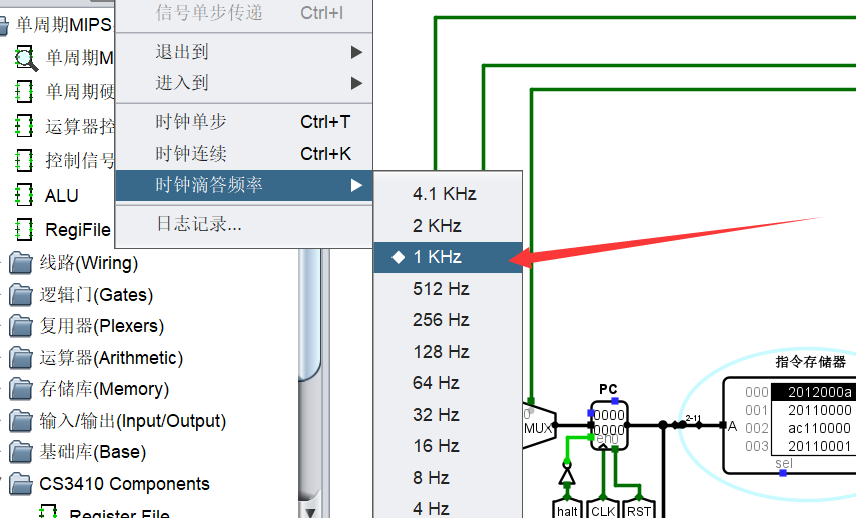 单周期MIPS
单周期M
单周期硬
运算器控
控制信号
ALU
RegiFile
线路(Wiring)
逻辑门(Gates)
复用器(Plexers)
运算器(Arithmetic)
存储库(Memory)
输入/输出(Input/Output)
基础库(Base)
CS3410 Components
Register File
信号单步传递 Ctrl+I
退出到
进入到
时钟单步 Ctrl+T
时钟连续 Ctrl+K
时钟滴答频率
日志记录...
4.1 KHz
2 KHz
1 KHz
512 Hz
256 Hz
128 Hz
64 Hz
32 Hz
16 Hz
8 Hz
4 Hz
0
MUX
PC
0000
0000
en0
halt
CLK
RST
2-11
指令存储器
A
000 2012000a
001 20110000
002 ac110000
003 20110001
sel